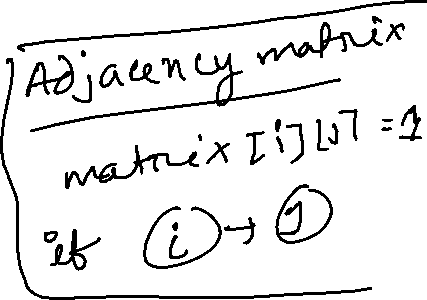 Adjacency matrix
matrix [i][j] = 1
if i → j